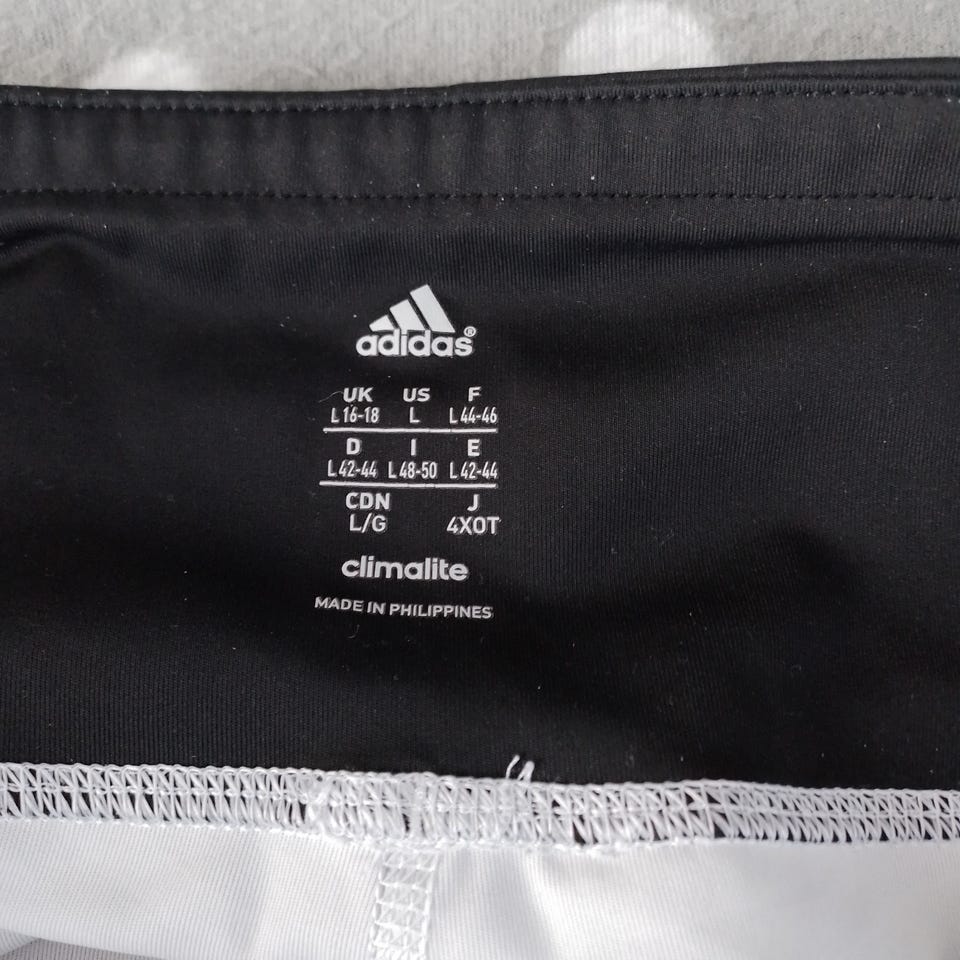 adidas®
UK US F
L 16-18 L L 44-46
D I E
L 42-44 L 48-50 L 42-44
CDN J
L/G 4XOT
climalite
MADE IN PHILIPPINES